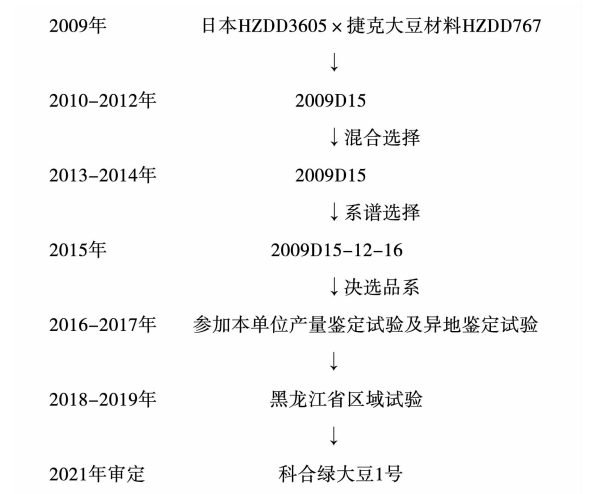 2009年 日本HZDD3605×捷克大豆材料HZDD767
↓
2010-2012年 2009D15
↓混合选择
2013-2014年 2009D15
↓系谱选择
2015年 2009D15-12-16
↓决选品系
2016-2017年 参加本单位产量鉴定试验及异地鉴定试验
↓
2018-2019年 黑龙江省区域试验
↓
2021年审定 科合绿大豆1号